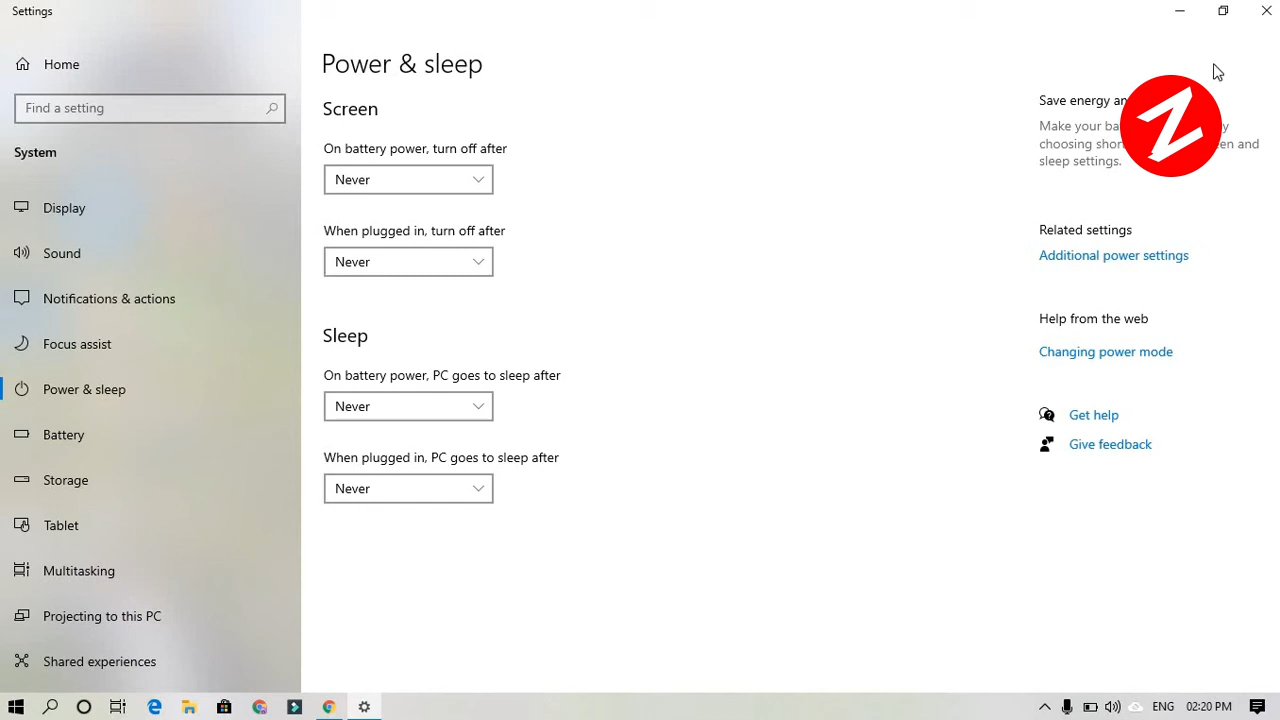 Settings
Home
Find a setting
System
Display
Sound
Notifications & actions
Focus assist
Power & sleep
Battery
Storage
Tablet
Multitasking
Projecting to this PC
Shared experiences
Power & sleep
Screen
On battery power, turn off after
Never
When plugged in, turn off after
Never
Sleep
On battery power, PC goes to sleep after
Never
When plugged in, PC goes to sleep after
Never
Save energy
Make your
choosing and
sleep settings.
Related settings
Additional power settings
Help from the web
Changing power mode
Get help
Give feedback
Z
ENG 02:20 PM